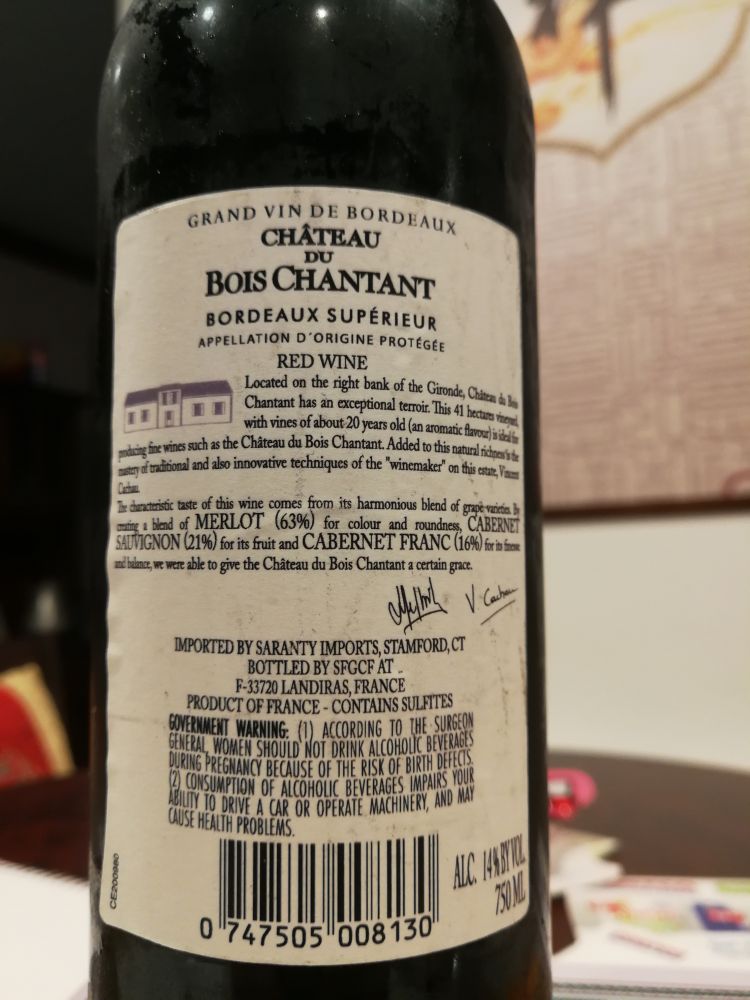 GRAND VIN DE BORDEAUX
CHÂTEAU
DU
BOIS CHANTANT
BORDEAUX SUPÉRIEUR
APPELLATION D'ORIGINE PROTÉGÉE
RED WINE
Located on the right bank of the Gironde, Château du Bois
Chantant has an exceptional terroir. This 41 hectares vineyard,
with vines of about 20 years old (an aromatic flavour) is ideal for
producing fine wines such as the Château du Bois Chantant. Added to this natural richness is the
mastery of traditional and also innovative techniques of the "winemaker" on this estate, Vincent
Cachau.
The characteristic taste of this wine comes from its harmonious blend of grape-varieties. By
creating a blend of MERLOT (63%) for colour and roundness, CABERNET
SAUVIGNON (21%) for its fruit and CABERNET FRANC (16%) for its finesse
and balance, we were able to give the Château du Bois Chantant a certain grace.
V. Cachau
IMPORTED BY SARANTY IMPORTS, STAMFORD, CT
BOTTLED BY SFGCF AT
F-33720 LANDIRAS, FRANCE
PRODUCT OF FRANCE - CONTAINS SULFITES
GOVERNMENT WARNING: (1) ACCORDING TO THE SURGEON
GENERAL, WOMEN SHOULD NOT DRINK ALCOHOLIC BEVERAGES
DURING PREGNANCY BECAUSE OF THE RISK OF BIRTH DEFECTS.
(2) CONSUMPTION OF ALCOHOLIC BEVERAGES IMPAIRS YOUR
ABILITY TO DRIVE A CAR OR OPERATE MACHINERY, AND MAY
CAUSE HEALTH PROBLEMS.
CE200980
ALC. 14% BY VOL.
750 ML
0 747505 008130